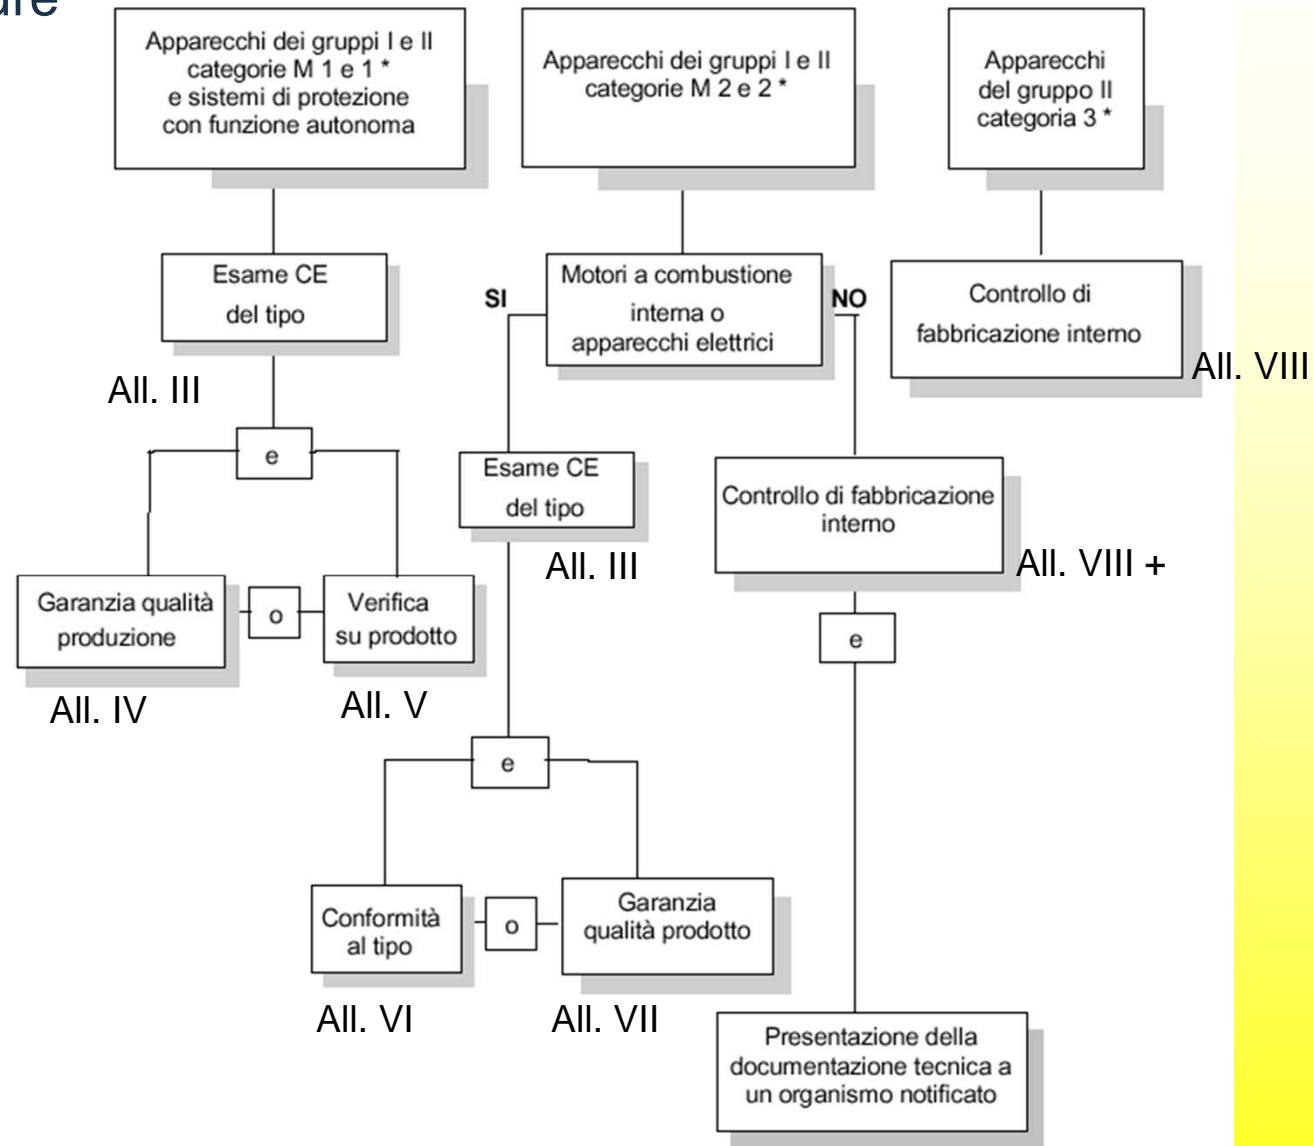 Apparecchi dei gruppi I e II
categorie M 1 e 1 *
e sistemi di protezione
con funzione autonoma
Apparecchi dei gruppi I e II
categorie M 2 e 2 *
Apparecchi
del gruppo II
categoria 3 *
Esame CE
del tipo
All. III
SI
Motori a combustione
interna o
apparecchi elettrici
NO
Controllo di
fabbricazione interno
All. VIII
e
Garanzia qualità
produzione
All. IV
o
Verifica
su prodotto
All. V
Esame CE
del tipo
All. III
Controllo di fabbricazione
interno
All. VIII +
e
e
Conformità
al tipo
All. VI
o
Garanzia
qualità prodotto
All. VII
Presentazione della
documentazione tecnica a
un organismo notificato